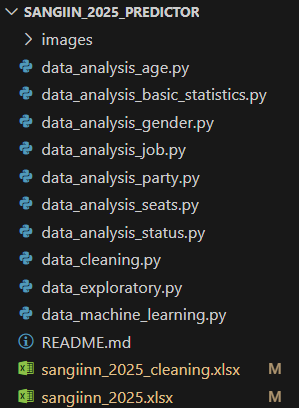 SANGIIN_2025_PREDICTOR
images
data_analysis_age.py
data_analysis_basic_statistics.py
data_analysis_gender.py
data_analysis_job.py
data_analysis_party.py
data_analysis_seats.py
data_analysis_status.py
data_cleaning.py
data_exploratory.py
data_machine_learning.py
README.md
sangiinn_2025_cleaning.xlsx M
sangiinn_2025.xlsx M